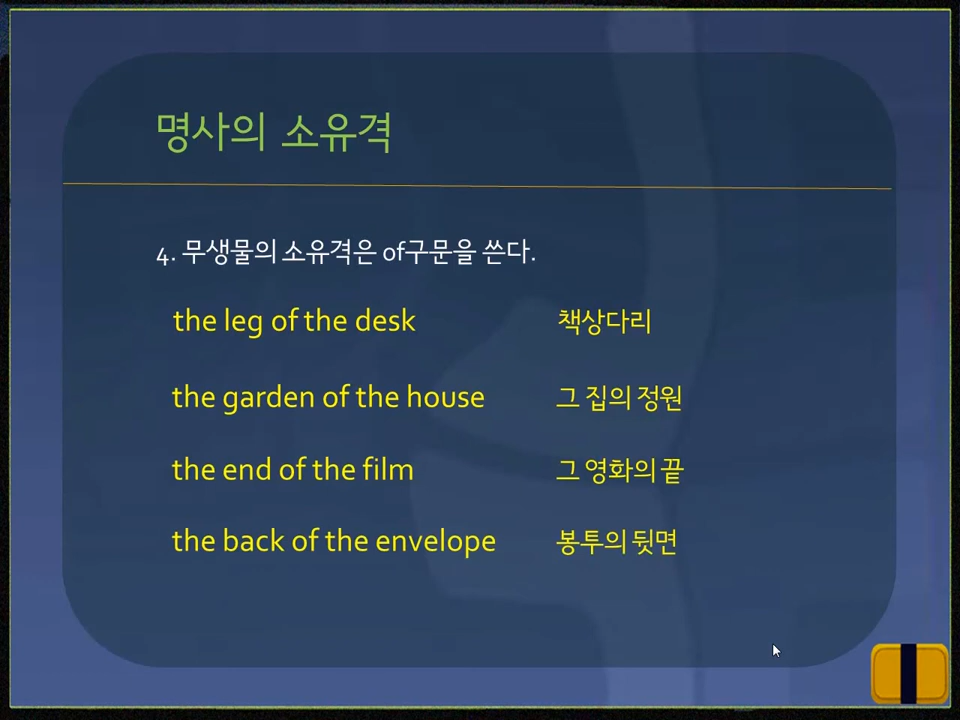 명사의 소유격
4. 무생물의 소유격은 of구문을 쓴다.
the leg of the desk 책상다리
the garden of the house 그 집의 정원
the end of the film 그 영화의 끝
the back of the envelope 봉투의 뒷면